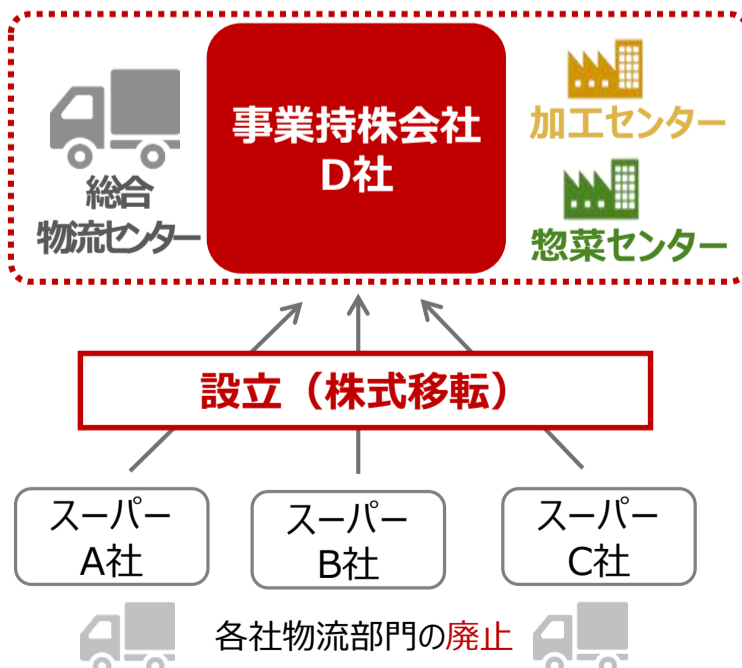 総合
物流センター
事業持株会社
D社
加工センター
惣菜センター
設立（株式移転）
スーパー
A社
スーパー
B社
スーパー
C社
各社物流部門の廃止